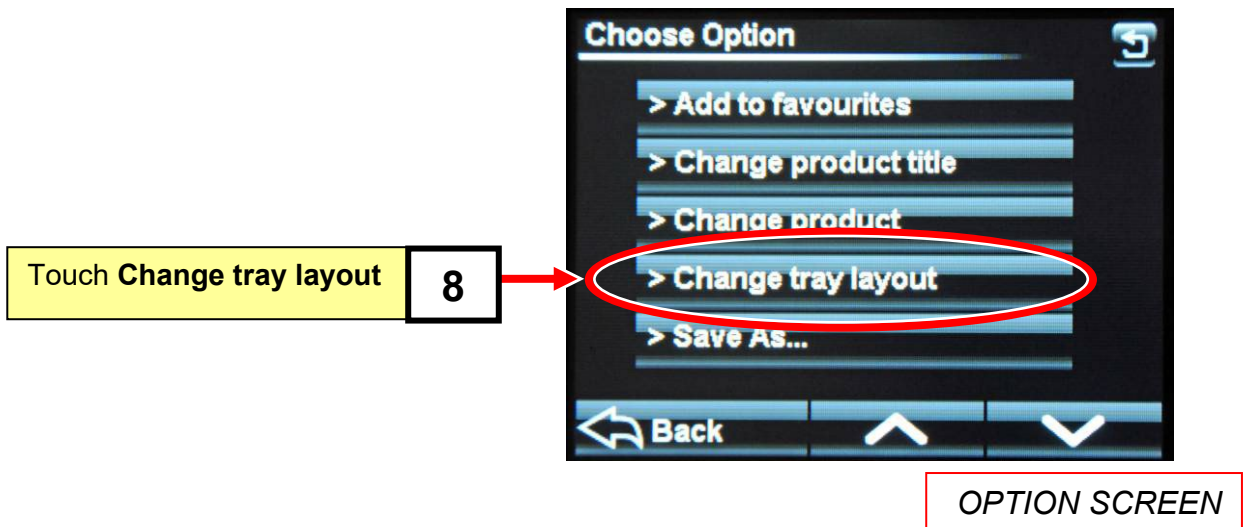 Choose Option
> Add to favourites
> Change product title
> Change product
> Change tray layout
> Save As...
Back
Touch Change tray layout
8
OPTION SCREEN